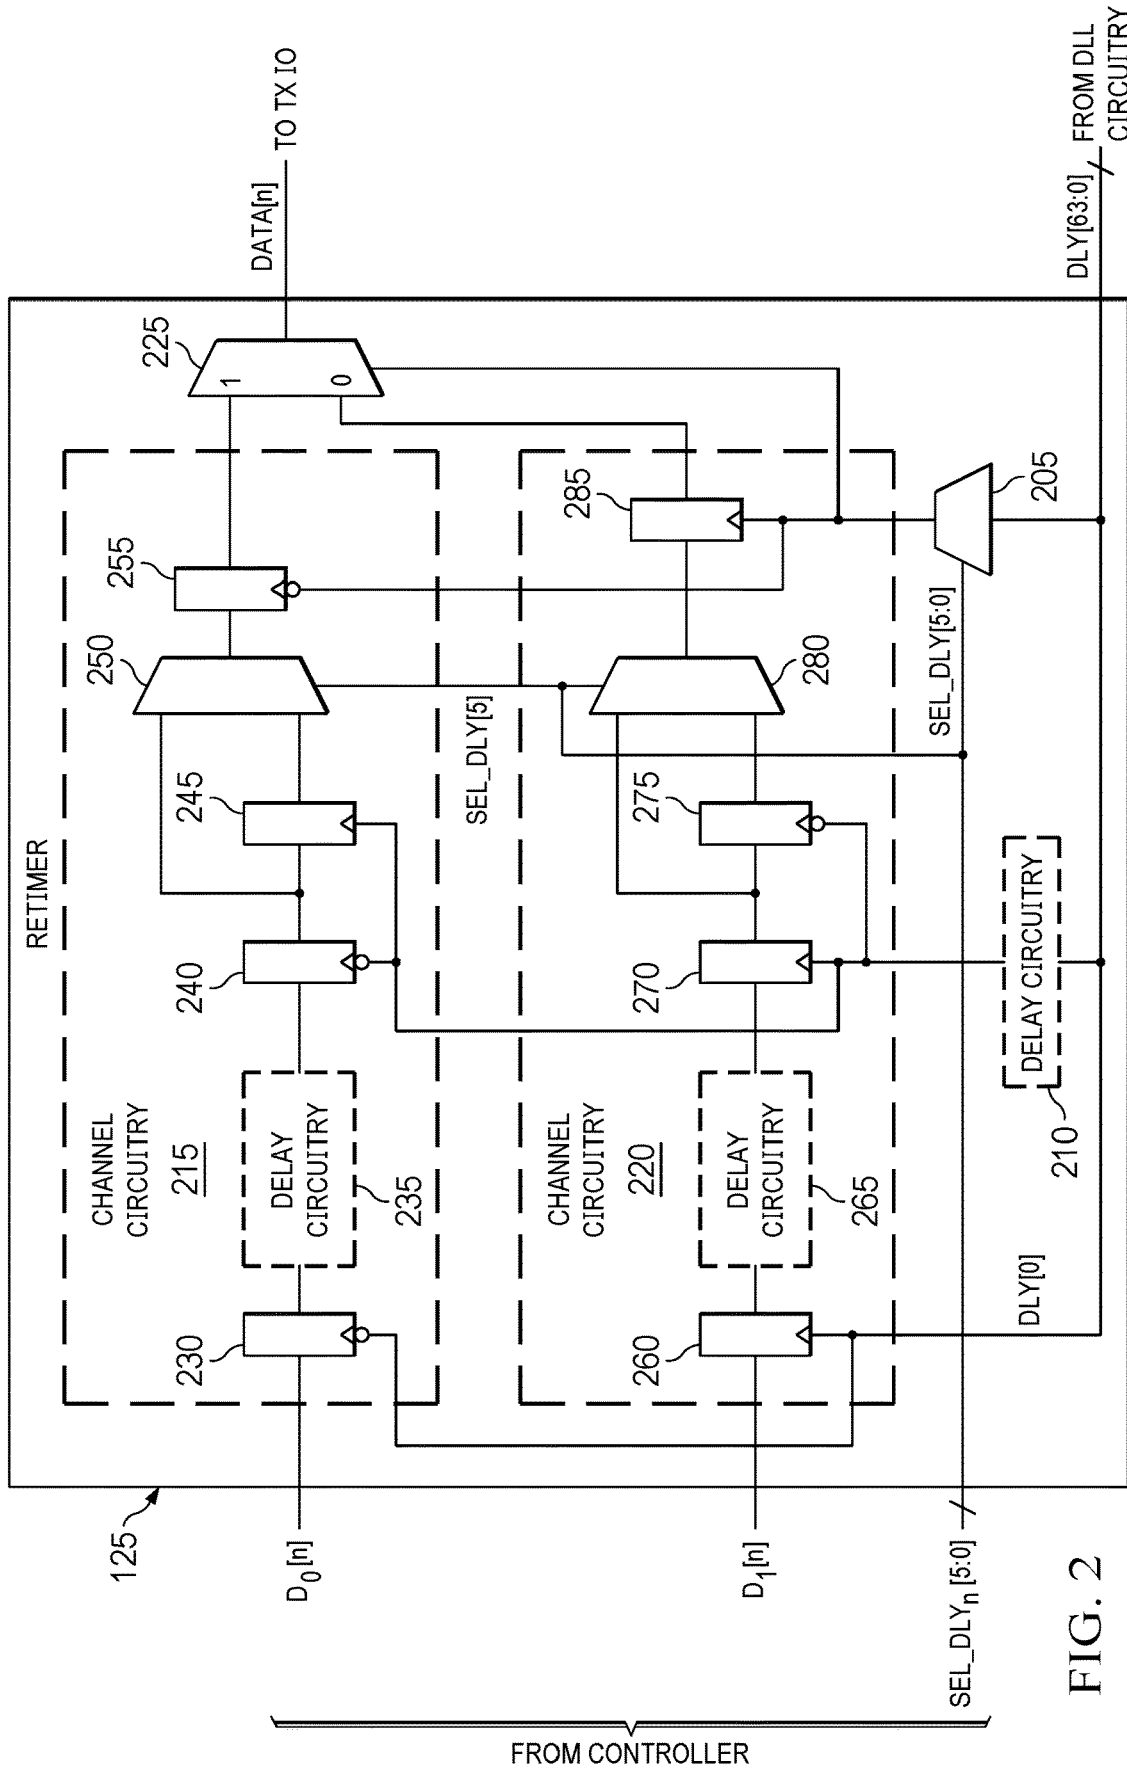 RETIMER
125
CHANNEL
CIRCUITRY
215
230
DELAY
CIRCUITRY
235
240
245
250
255
225
1
0
DATA[n]
TO TX IO
D0[n]
SEL_DLY[5]
CHANNEL
CIRCUITRY
220
260
DELAY
CIRCUITRY
265
270
275
280
285
D1[n]
SEL_DLY[5:0]
205
SEL_DLYn [5:0]
DLY[0]
DELAY CIRCUITRY
210
DLY[63:0]
FROM DLL
CIRCUITRY
FROM CONTROLLER
FIG. 2